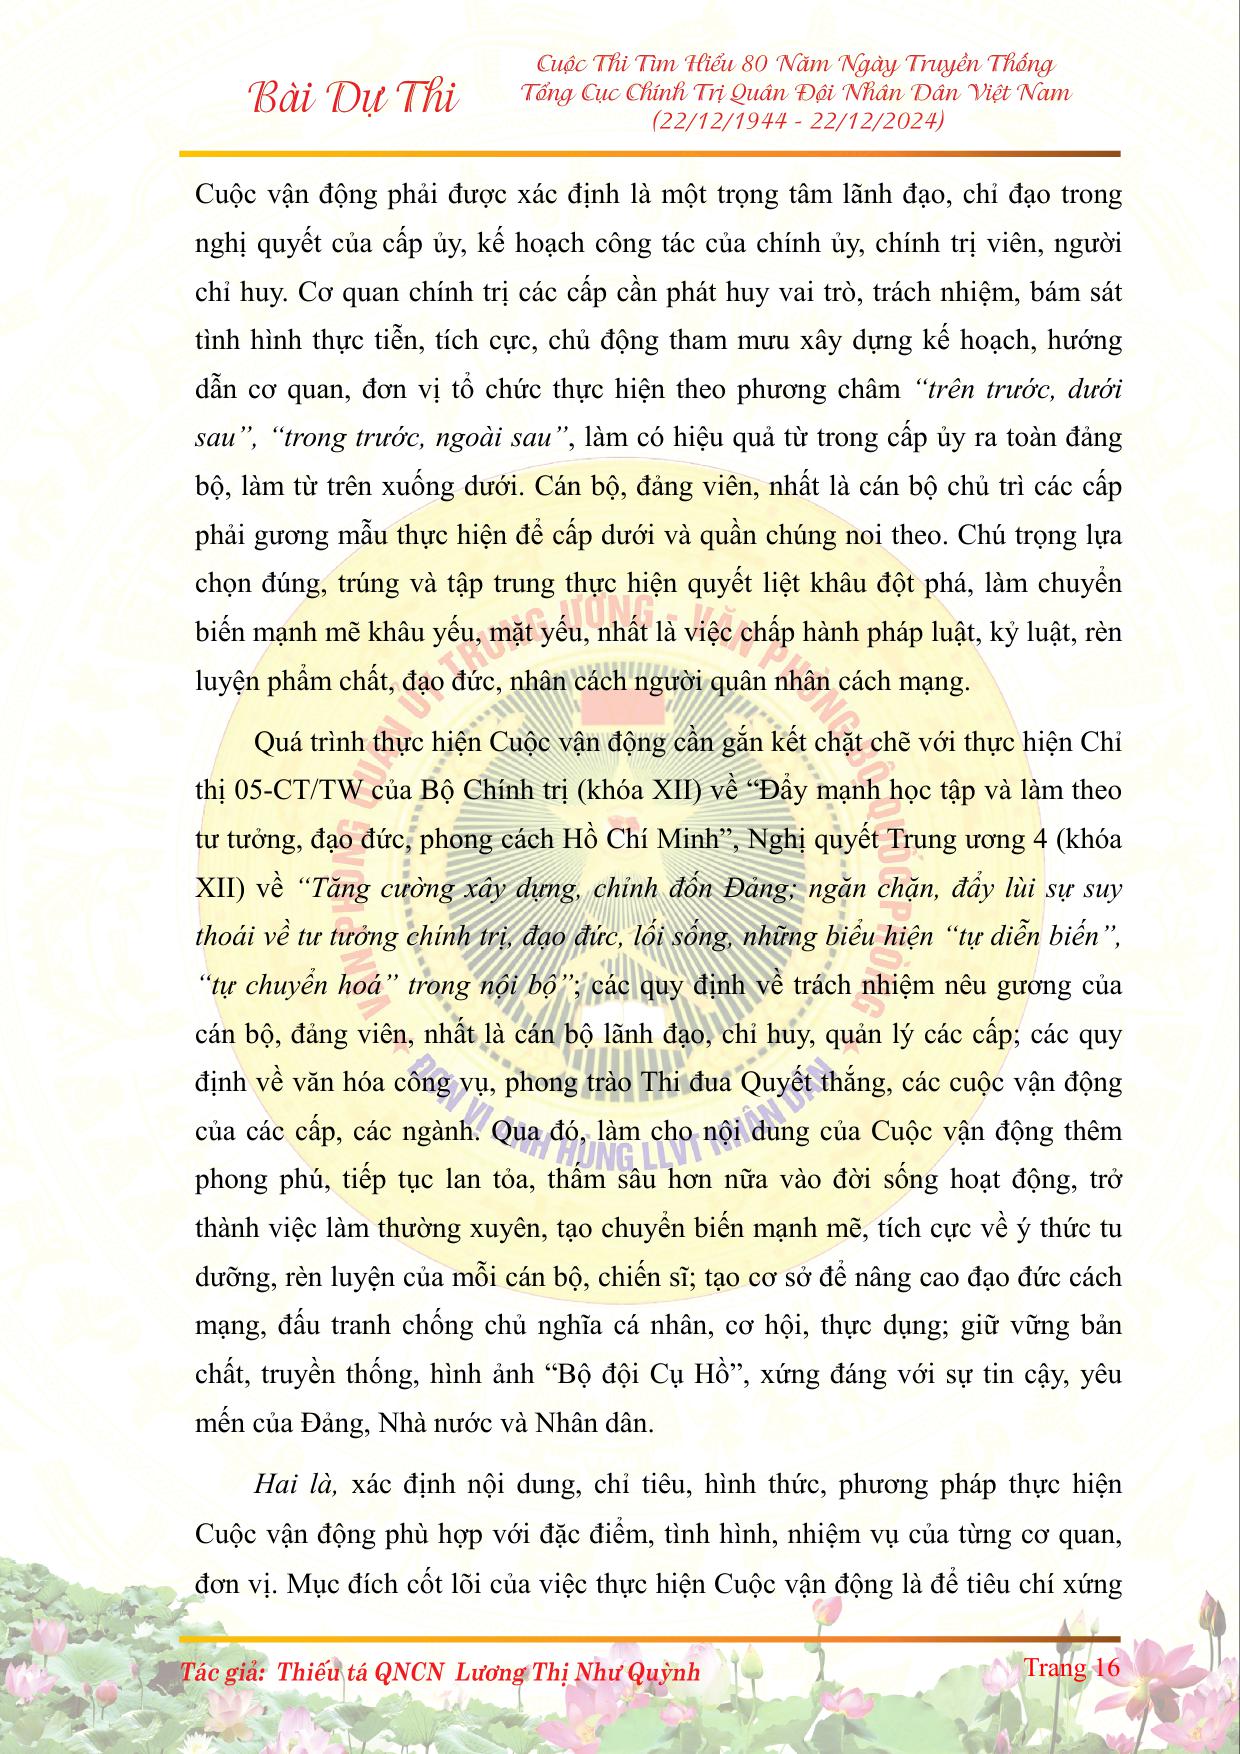 Bài Dự Thi
Cuộc Thi Tìm Hiểu 80 Năm Ngày Truyền Thống
Tổng Cục Chính Trị Quân Đội Nhân Dân Việt Nam
(22/12/1944 - 22/12/2024)
Cuộc vận động phải được xác định là một trọng tâm lãnh đạo, chỉ đạo trong
nghị quyết của cấp ủy, kế hoạch công tác của chính ủy, chính trị viên, người
chỉ huy. Cơ quan chính trị các cấp cần phát huy vai trò, trách nhiệm, bám sát
tình hình thực tiễn, tích cực, chủ động tham mưu xây dựng kế hoạch, hướng
dẫn cơ quan, đơn vị tổ chức thực hiện theo phương châm “trên trước, dưới
sau”, “trong trước, ngoài sau”, làm có hiệu quả từ trong cấp ủy ra toàn đảng
bộ, làm từ trên xuống dưới. Cán bộ, đảng viên, nhất là cán bộ chủ trì các cấp
phải gương mẫu thực hiện để cấp dưới và quần chúng noi theo. Chú trọng lựa
chọn đúng, trúng và tập trung thực hiện quyết liệt khâu đột phá, làm chuyển
biến mạnh mẽ khâu yếu, mặt yếu, nhất là việc chấp hành pháp luật, kỷ luật, rèn
luyện phẩm chất, đạo đức, nhân cách người quân nhân cách mạng.
Quá trình thực hiện Cuộc vận động cần gắn kết chặt chẽ với thực hiện Chỉ
thị 05-CT/TW của Bộ Chính trị (khóa XII) về “Đẩy mạnh học tập và làm theo
tư tưởng, đạo đức, phong cách Hồ Chí Minh”, Nghị quyết Trung ương 4 (khóa
XII) về “Tăng cường xây dựng, chỉnh đốn Đảng; ngăn chặn, đẩy lùi sự suy
thoái về tư tưởng chính trị, đạo đức, lối sống, những biểu hiện “tự diễn biến”,
“tự chuyển hoá” trong nội bộ”; các quy định về trách nhiệm nêu gương của
cán bộ, đảng viên, nhất là cán bộ lãnh đạo, chỉ huy, quản lý các cấp; các quy
định về văn hóa công vụ, phong trào Thi đua Quyết thắng, các cuộc vận động
của các cấp, các ngành. Qua đó, làm cho nội dung của Cuộc vận động thêm
phong phú, tiếp tục lan tỏa, thấm sâu hơn nữa vào đời sống hoạt động, trở
thành việc làm thường xuyên, tạo chuyển biến mạnh mẽ, tích cực về ý thức tu
dưỡng, rèn luyện của mỗi cán bộ, chiến sĩ; tạo cơ sở để nâng cao đạo đức cách
mạng, đấu tranh chống chủ nghĩa cá nhân, cơ hội, thực dụng; giữ vững bản
chất, truyền thống, hình ảnh “Bộ đội Cụ Hồ”, xứng đáng với sự tin cậy, yêu
mến của Đảng, Nhà nước và Nhân dân.
Hai là, xác định nội dung, chỉ tiêu, hình thức, phương pháp thực hiện
Cuộc vận động phù hợp với đặc điểm, tình hình, nhiệm vụ của từng cơ quan,
đơn vị. Mục đích cốt lõi của việc thực hiện Cuộc vận động là để tiêu chí xứng
VĂN PHÒNG QUÂN ỦY TRUNG ƯƠNG - VĂN PHÒNG BỘ QUỐC PHÒNG
ĐƠN VỊ ANH HÙNG LLVT NHÂN DÂN
Tác giả: Thiếu tá QNCN Lương Thị Như Quỳnh
Trang 16